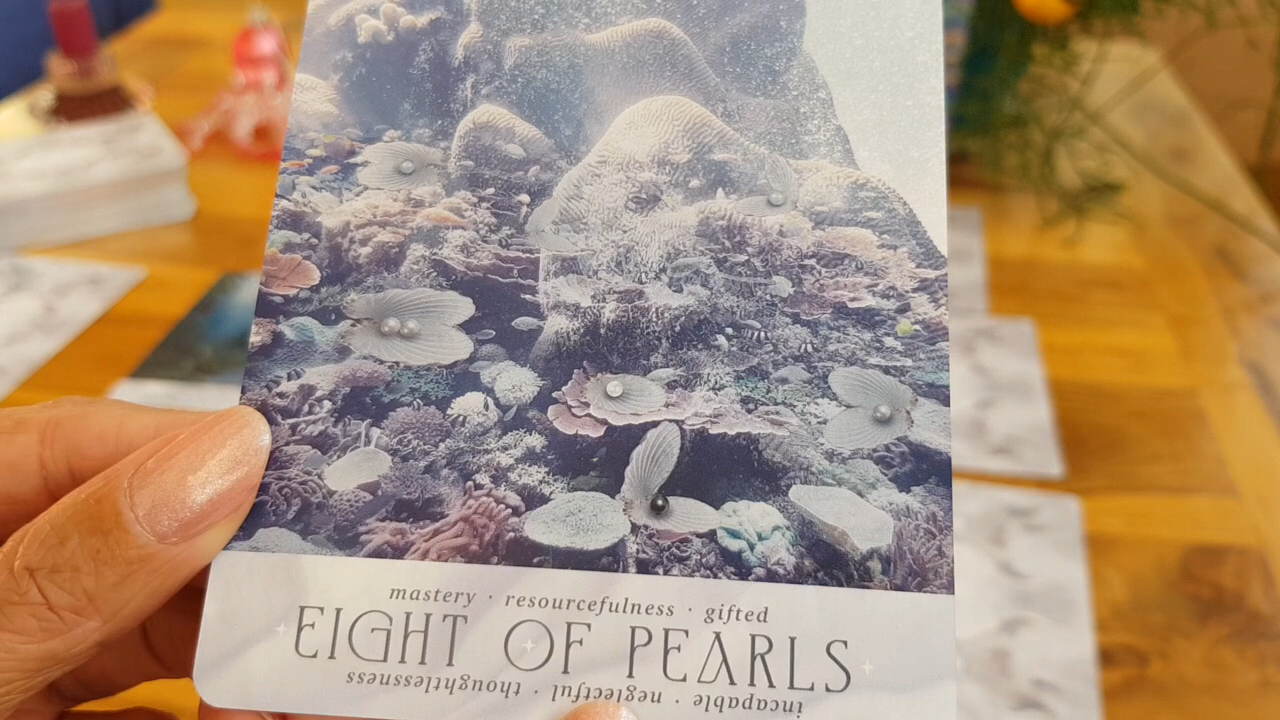 mastery · resourcefulness · gifted
EIGHT OF PEARLS
incapable · neglectful · thoughtlessness